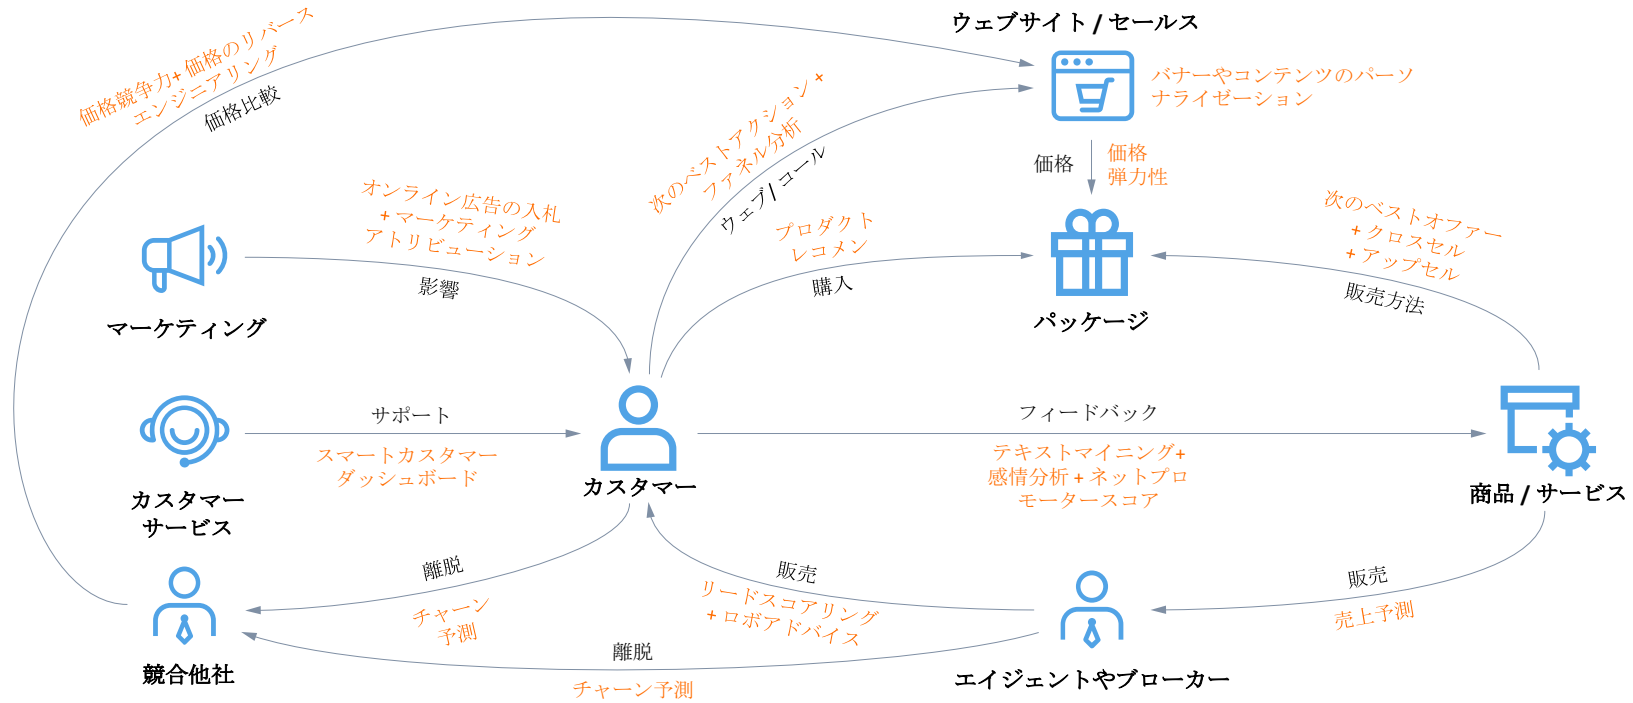 ウェブサイト / セールス
バナーやコンテンツのパーソ
ナライゼーション
価格競争力+ 価格のリバース
エンジニアリング
価格比較
次のベストアクション +
ファネル分析
ウェブ/ コール
価格
価格
弾力性
オンライン広告の入札
+ マーケティング
アトリビューション
影響
プロダクト
レコメン
購入
次のベストオファー
+ クロスセル
+ アップセル
販売方法
マーケティング
パッケージ
サポート
スマートカスタマー
ダッシュボード
フィードバック
テキストマイニング+
感情分析 + ネットプロ
モータースコア
カスタマー
サービス
カスタマー
商品 / サービス
離脱
チャーン
予測
販売
リードスコアリング
+ ロボアドバイス
販売
売上予測
離脱
チャーン予測
競合他社
エイジェントやブローカー